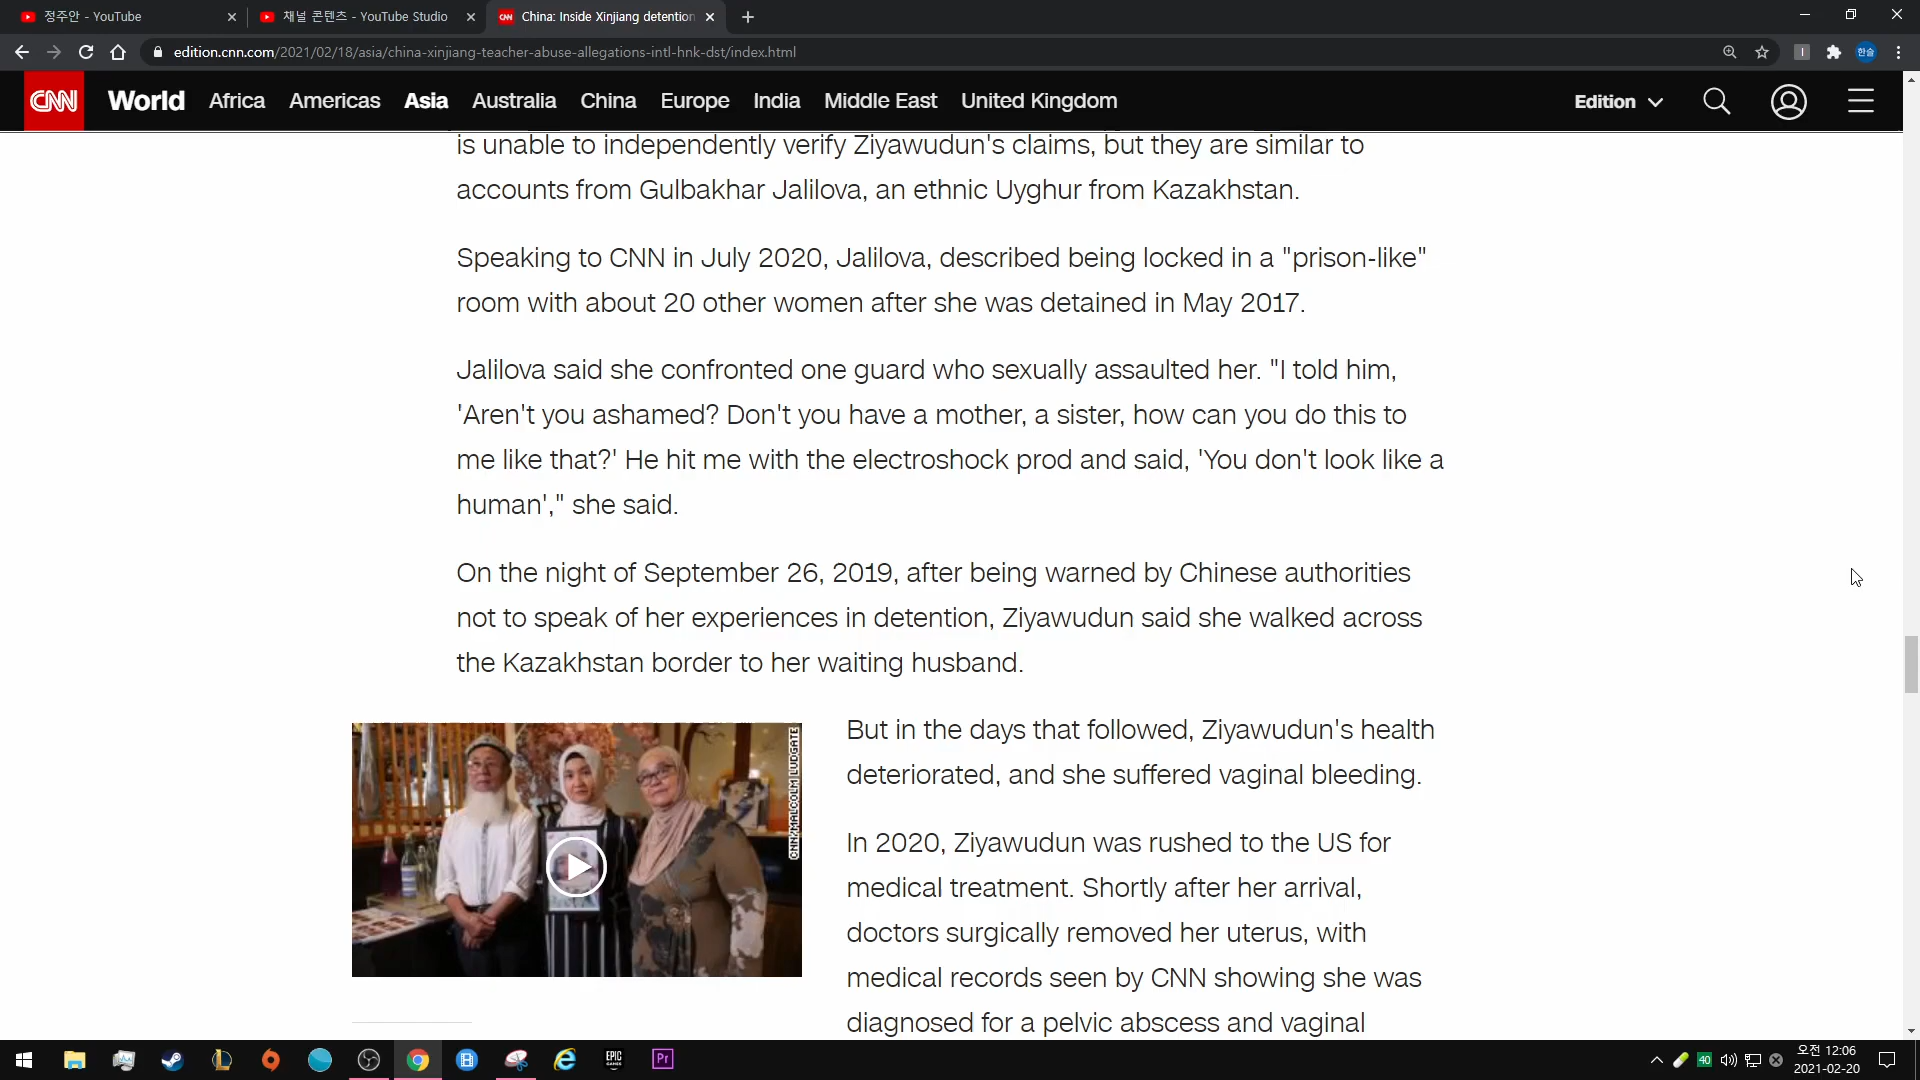 정주안 - YouTube
채널 콘텐츠 - YouTube Studio
CNN
China: Inside Xinjiang detention
edition.cnn.com/2021/02/18/asia/china-xinjiang-teacher-abuse-allegations-intl-hnk-dst/index.html
한슬
CNN World Africa Americas Asia Australia China Europe India Middle East United Kingdom Edition
is unable to independently verify Ziyawudun's claims, but they are similar to
accounts from Gulbakhar Jalilova, an ethnic Uyghur from Kazakhstan.
Speaking to CNN in July 2020, Jalilova, described being locked in a "prison-like"
room with about 20 other women after she was detained in May 2017.
Jalilova said she confronted one guard who sexually assaulted her. "I told him,
'Aren't you ashamed? Don't you have a mother, a sister, how can you do this to
me like that?' He hit me with the electroshock prod and said, 'You don't look like a
human'," she said.
On the night of September 26, 2019, after being warned by Chinese authorities
not to speak of her experiences in detention, Ziyawudun said she walked across
the Kazakhstan border to her waiting husband.
CNN/MALCOLM LUDGATE
But in the days that followed, Ziyawudun's health
deteriorated, and she suffered vaginal bleeding.
In 2020, Ziyawudun was rushed to the US for
medical treatment. Shortly after her arrival,
doctors surgically removed her uterus, with
medical records seen by CNN showing she was
diagnosed for a pelvic abscess and vaginal
EPIC
GAMES
Pr
40
오전 12:06
2021-02-20